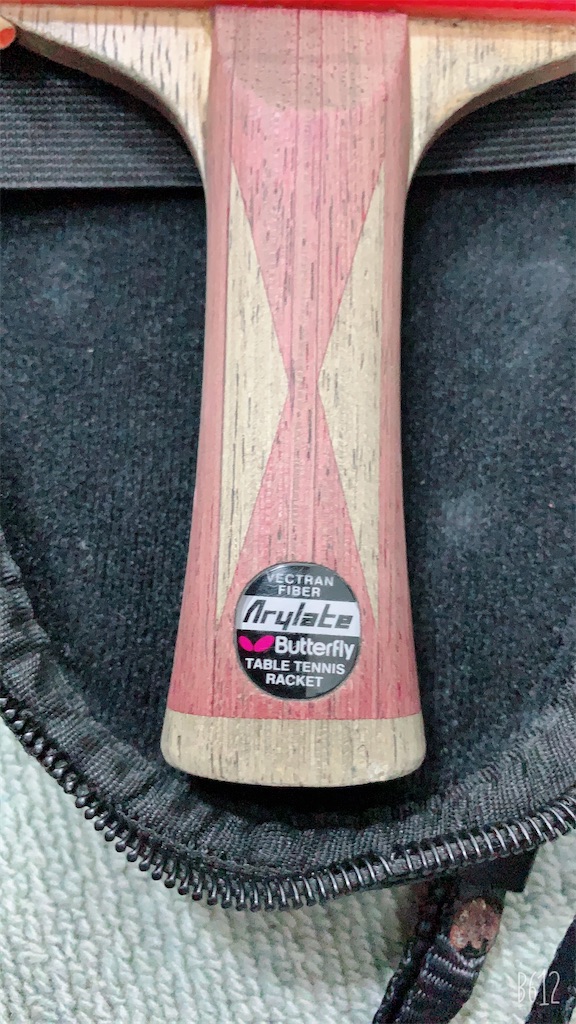 VECTRAN
FIBER
Arylate
Butterfly
TABLE TENNIS
RACKET
B612